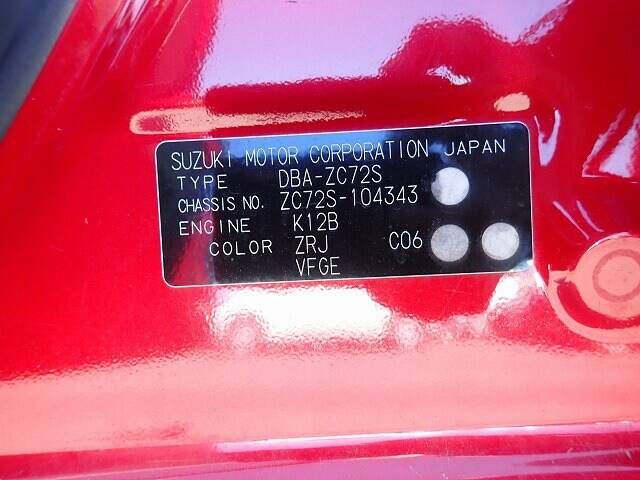 SUZUKI MOTOR CORPORATION JAPAN
TYPE DBA-ZC72S
CHASSIS NO. ZC72S-104343
ENGINE K12B
COLOR ZRJ C06
VFGE